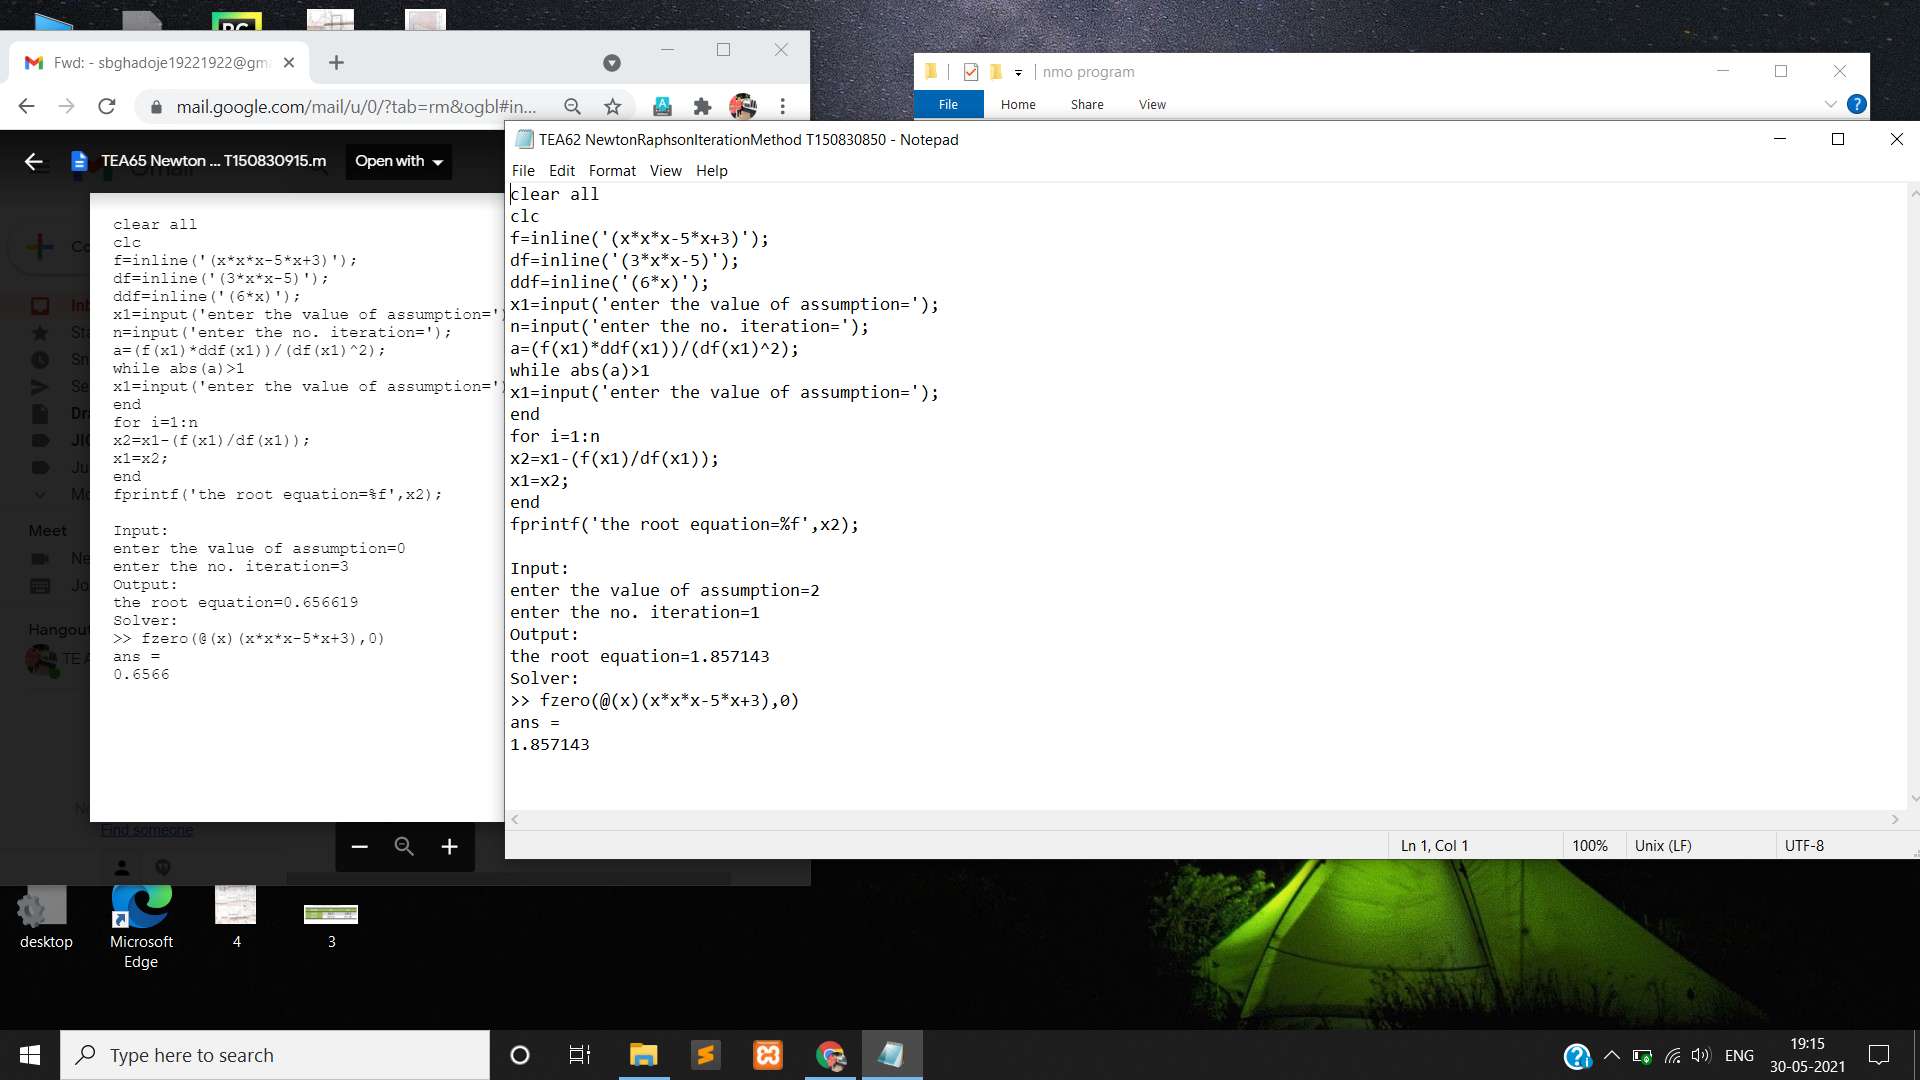 Fwd: - sbghadoje19221922@gm
mail.google.com/mail/u/0/?tab=rm&ogbl#in...
TEA65 Newton ... T150830915.m
Open with
clear all
clc
f=inline('(x*x*x-5*x+3)');
df=inline('(3*x*x-5)');
ddf=inline('(6*x)');
x1=input('enter the value of assumption=')
n=input('enter the no. iteration=');
a=(f(x1)*ddf(x1))/(df(x1)^2);
while abs(a)>1
x1=input('enter the value of assumption=')
end
for i=1:n
x2=x1-(f(x1)/df(x1));
x1=x2;
end
fprintf('the root equation=%f',x2);
Input:
enter the value of assumption=0
enter the no. iteration=3
Output:
the root equation=0.656619
Solver:
>> fzero(@(x)(x*x*x-5*x+3),0)
ans =
0.6566
Meet
Hangou
Find someone
nmo program
File Home Share View
TEA62 NewtonRaphsonIterationMethod T150830850 - Notepad
File Edit Format View Help
clear all
clc
f=inline('(x*x*x-5*x+3)');
df=inline('(3*x*x-5)');
ddf=inline('(6*x)');
x1=input('enter the value of assumption=');
n=input('enter the no. iteration=');
a=(f(x1)*ddf(x1))/(df(x1)^2);
while abs(a)>1
x1=input('enter the value of assumption=');
end
for i=1:n
x2=x1-(f(x1)/df(x1));
x1=x2;
end
fprintf('the root equation=%f',x2);
Input:
enter the value of assumption=2
enter the no. iteration=1
Output:
the root equation=1.857143
Solver:
>> fzero(@(x)(x*x*x-5*x+3),0)
ans =
1.857143
Ln 1, Col 1
100%
Unix (LF)
UTF-8
desktop
Microsoft
Edge
4
3
Type here to search
ENG
19:15
30-05-2021